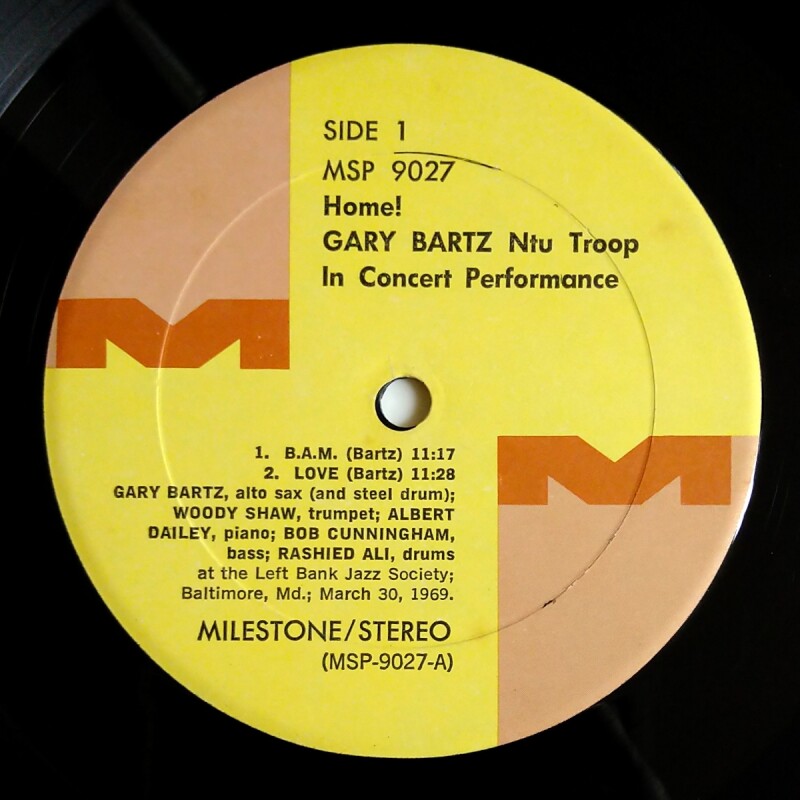 SIDE 1
MSP 9027
Home!
GARY BARTZ Ntu Troop
In Concert Performance
1. B.A.M. (Bartz) 11:17
2. LOVE (Bartz) 11:28
GARY BARTZ, alto sax (and steel drum);
WOODY SHAW, trumpet; ALBERT
DAILEY, piano; BOB CUNNINGHAM,
bass; RASHIED ALI, drums
at the Left Bank Jazz Society;
Baltimore, Md.; March 30, 1969.
MILESTONE/STEREO
(MSP-9027-A)